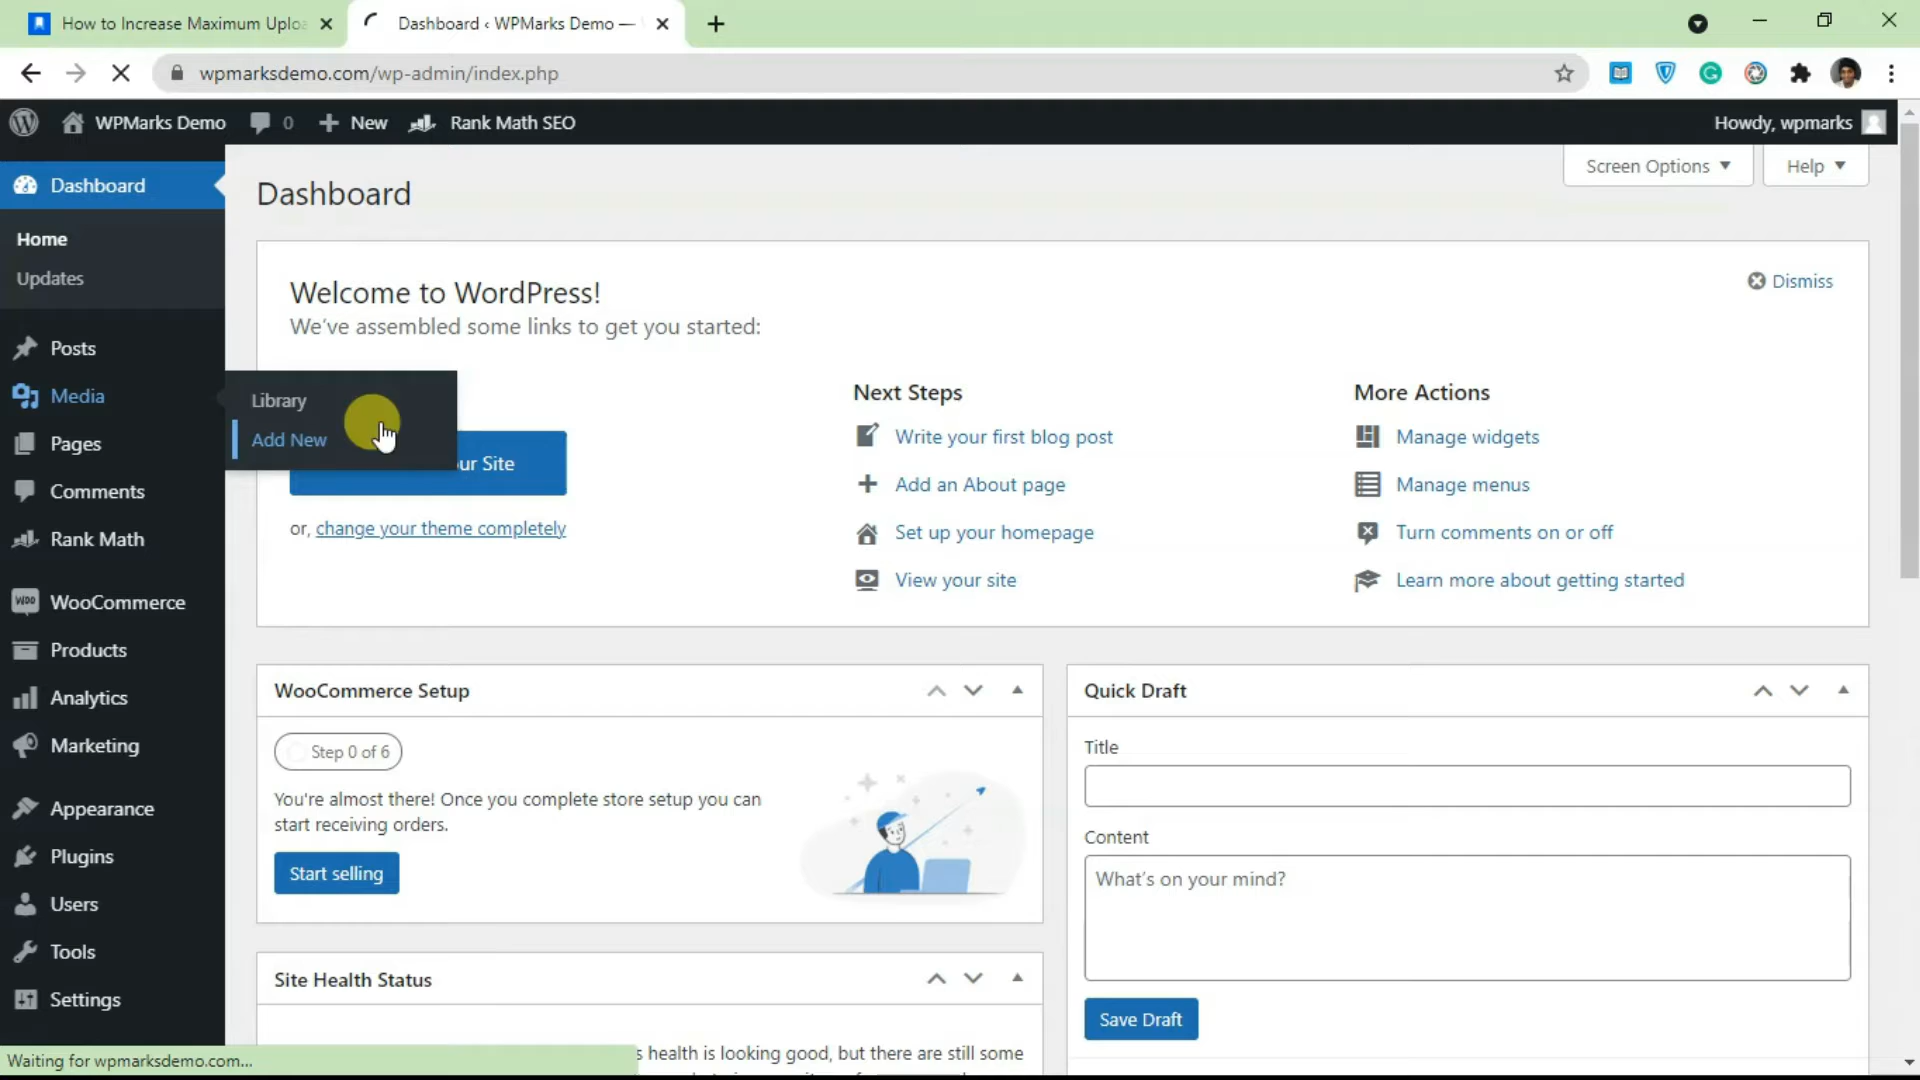 How to Increase Maximum Uplo
Dashboard ‹ WPMarks Demo —
wpmarksdemo.com/wp-admin/index.php
WPMarks Demo 0 New Rank Math SEO Howdy, wpmarks
Screen Options Help
Dashboard
Home
Updates
Posts
Media
Pages
Comments
Rank Math
WOO WooCommerce
Products
Analytics
Marketing
Appearance
Plugins
Users
Tools
Settings
Library
Add New
Dashboard
Welcome to WordPress!
We've assembled some links to get you started:
Dismiss
ur Site
or, change your theme completely
Next Steps
Write your first blog post
Add an About page
Set up your homepage
View your site
More Actions
Manage widgets
Manage menus
Turn comments on or off
Learn more about getting started
WooCommerce Setup
Step 0 of 6
You're almost there! Once you complete store setup you can
start receiving orders.
Start selling
Site Health Status
s health is looking good, but there are still some
Quick Draft
Title
Content
What's on your mind?
Save Draft
Waiting for wpmarksdemo.com...